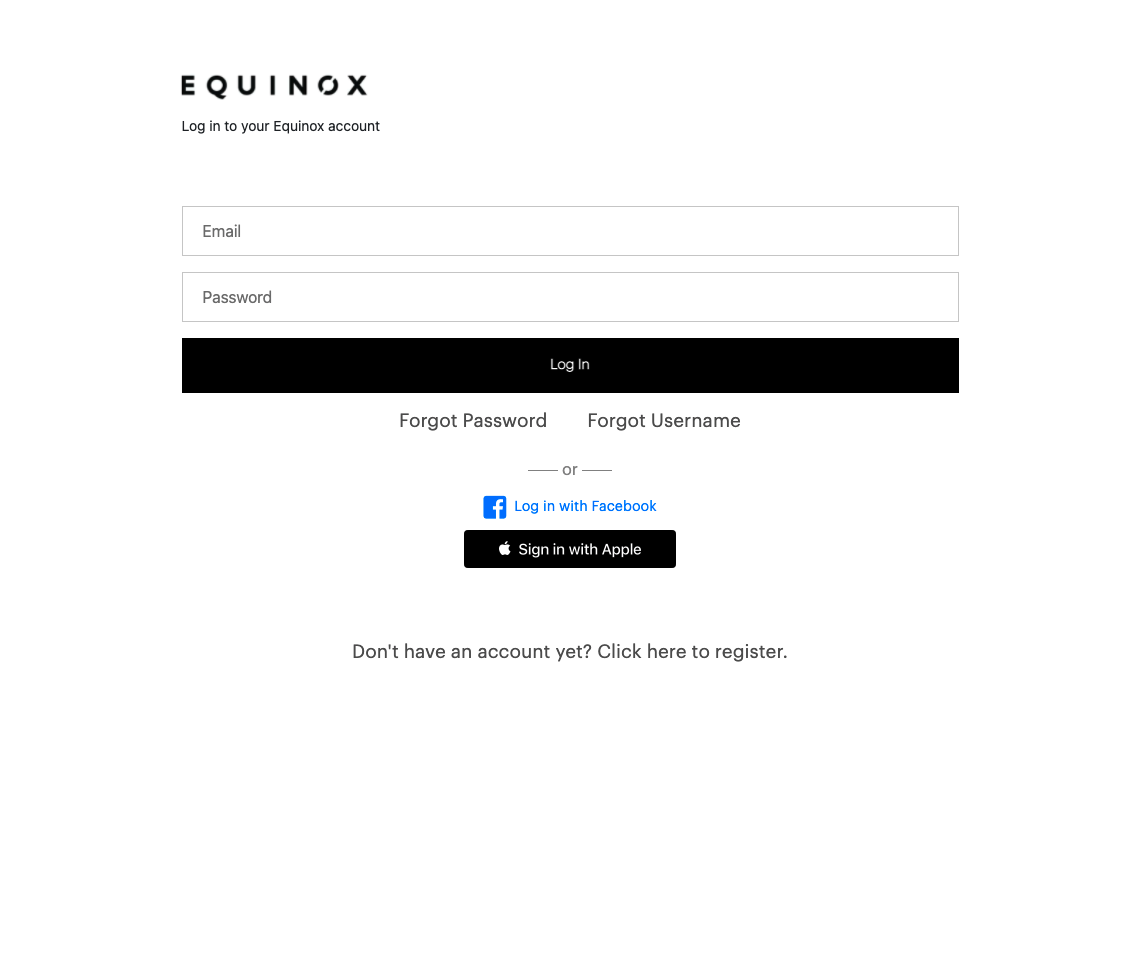 EQUINOX
Log in to your Equinox account
Email
Password
Log In
Forgot Password Forgot Username
or
Log in with Facebook
Sign in with Apple
Don't have an account yet? Click here to register.